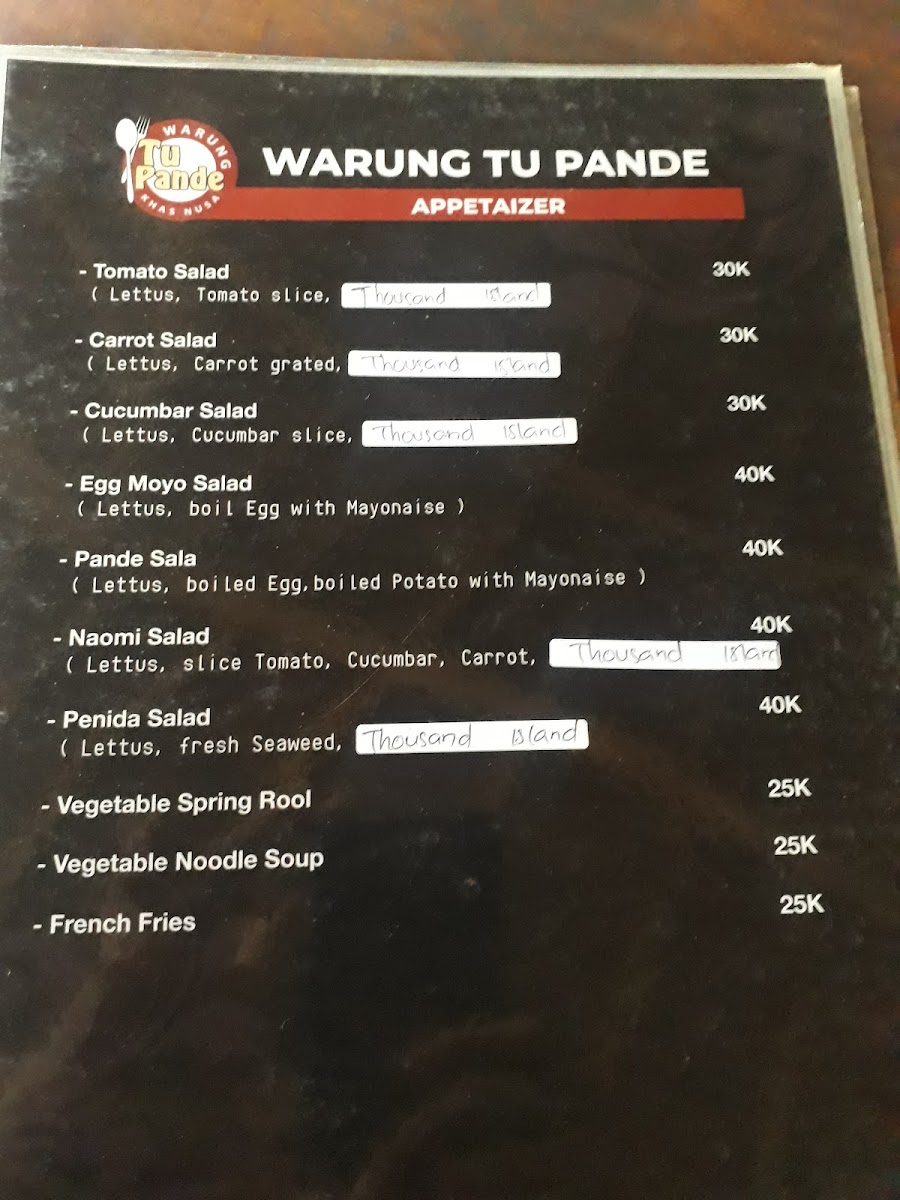 WARUNG
Tu
Pande
KHAS NUSA
WARUNG TU PANDE
APPETAIZER
- Tomato Salad 30K
( Lettus, Tomato slice, Thousand Island
- Carrot Salad 30K
( Lettus, Carrot grated, Thousand Island
- Cucumbar Salad 30K
( Lettus, Cucumbar slice, Thousand Island
- Egg Moyo Salad 40K
( Lettus, boil Egg with Mayonaise )
- Pande Sala 40K
( Lettus, boiled Egg,boiled Potato with Mayonaise )
- Naomi Salad 40K
( Lettus, slice Tomato, Cucumbar, Carrot, Thousand Island
- Penida Salad 40K
( Lettus, fresh Seaweed, Thousand Island
- Vegetable Spring Rool 25K
- Vegetable Noodle Soup 25K
- French Fries 25K